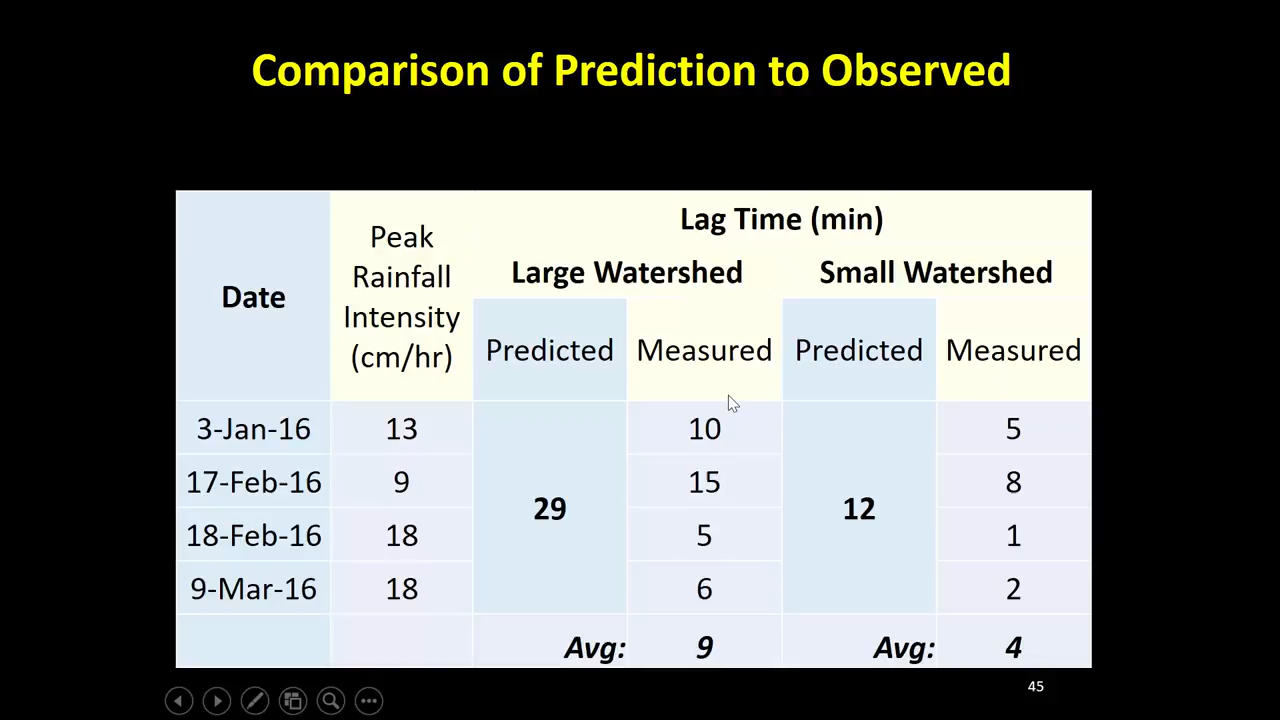 Comparison of Prediction to Observed
Date
Peak
Rainfall
Intensity
(cm/hr)
Lag Time (min)
Large Watershed
Small Watershed
Predicted
Measured
Predicted
Measured
3-Jan-16
13
29
10
12
5
17-Feb-16
9
15
8
18-Feb-16
18
5
1
9-Mar-16
18
6
2
Avg:
9
Avg:
4
45